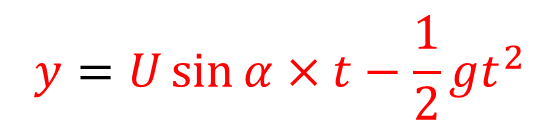 y = U sin α × t − 1/2 gt²